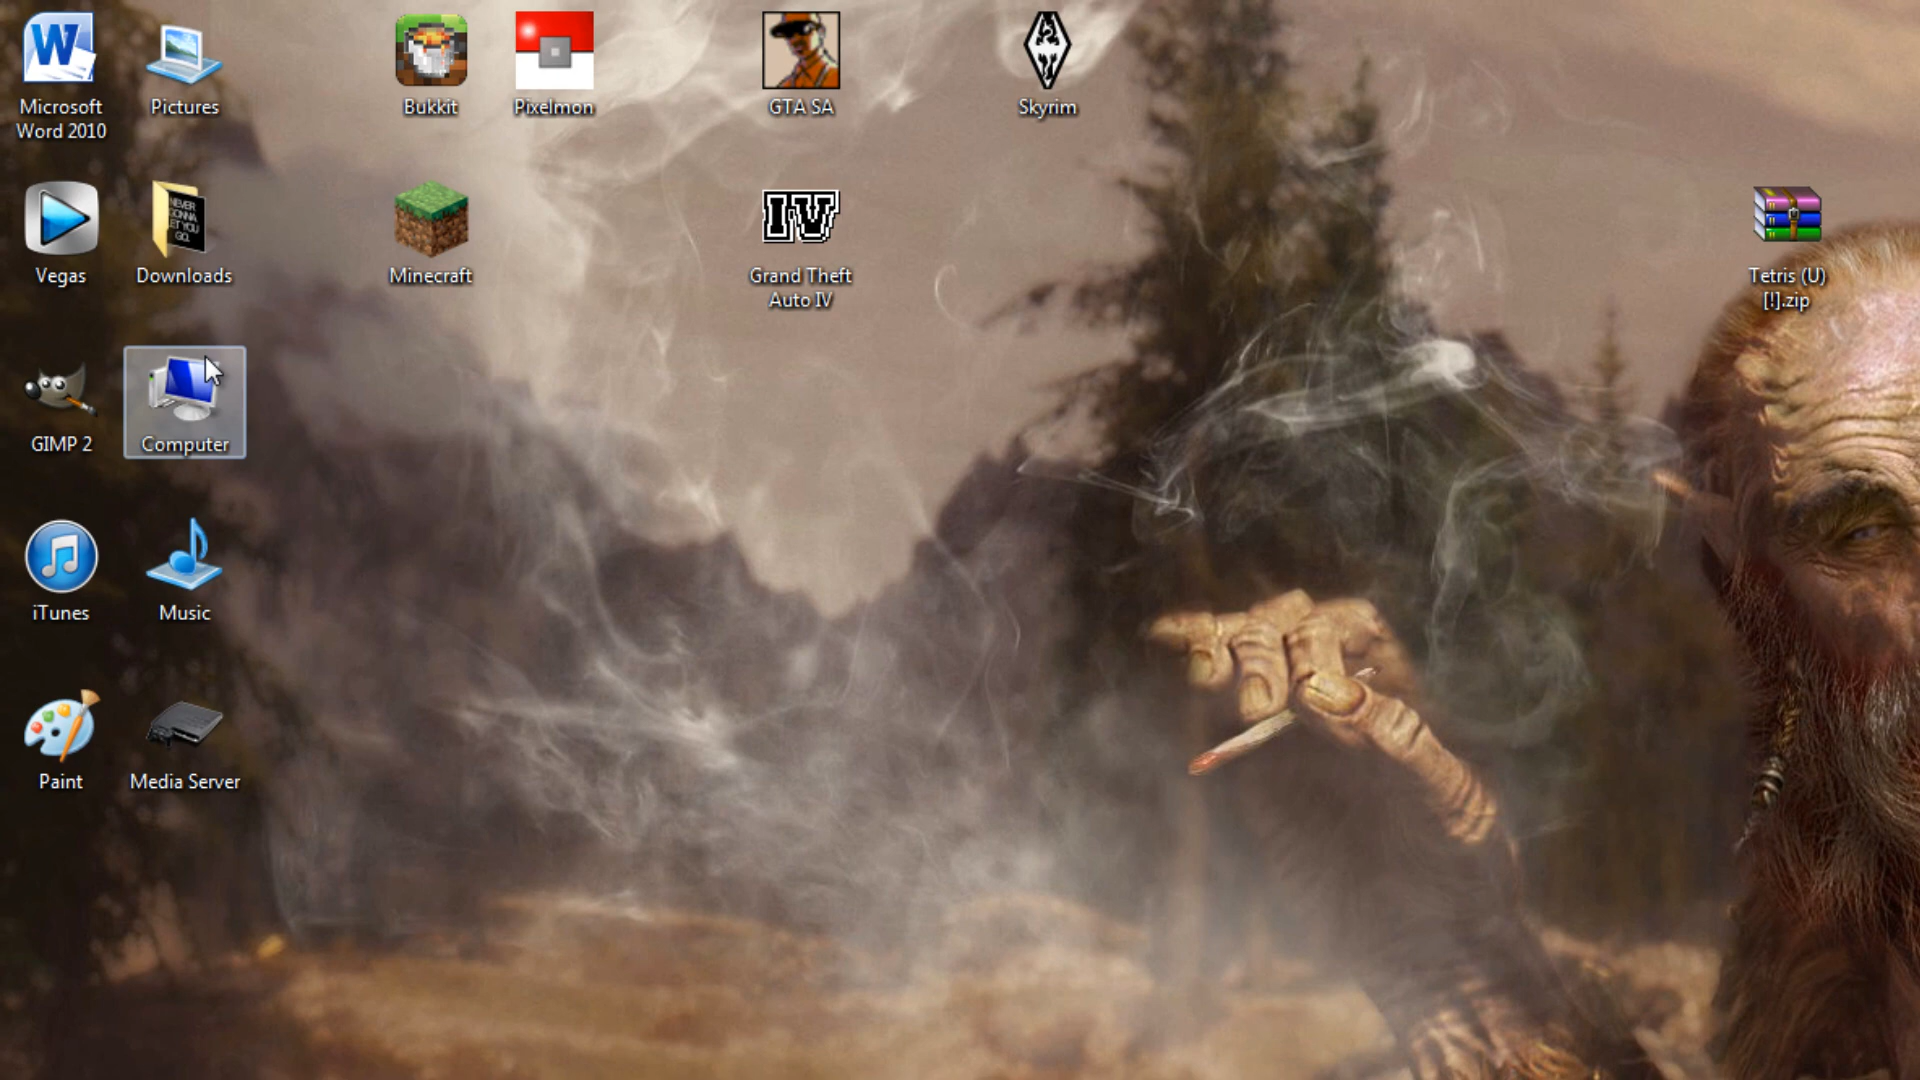 Microsoft
Word 2010
Pictures
Bukkit
Pixelmon
GTA SA
Skyrim
Vegas
NEVER
GONNA
LET YOU
GO.
Downloads
Minecraft
IV
Grand Theft
Auto IV
Tetris (U)
[!].zip
GIMP 2
Computer
iTunes
Music
Paint
Media Server